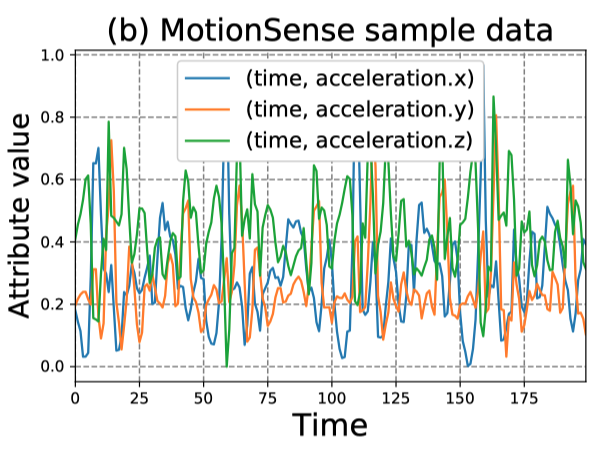 (b) MotionSense sample data
(time, acceleration.x)
(time, acceleration.y)
(time, acceleration.z)
Attribute value
1.0
0.8
0.6
0.4
0.2
0.0
0 25 50 75 100 125 150 175
Time